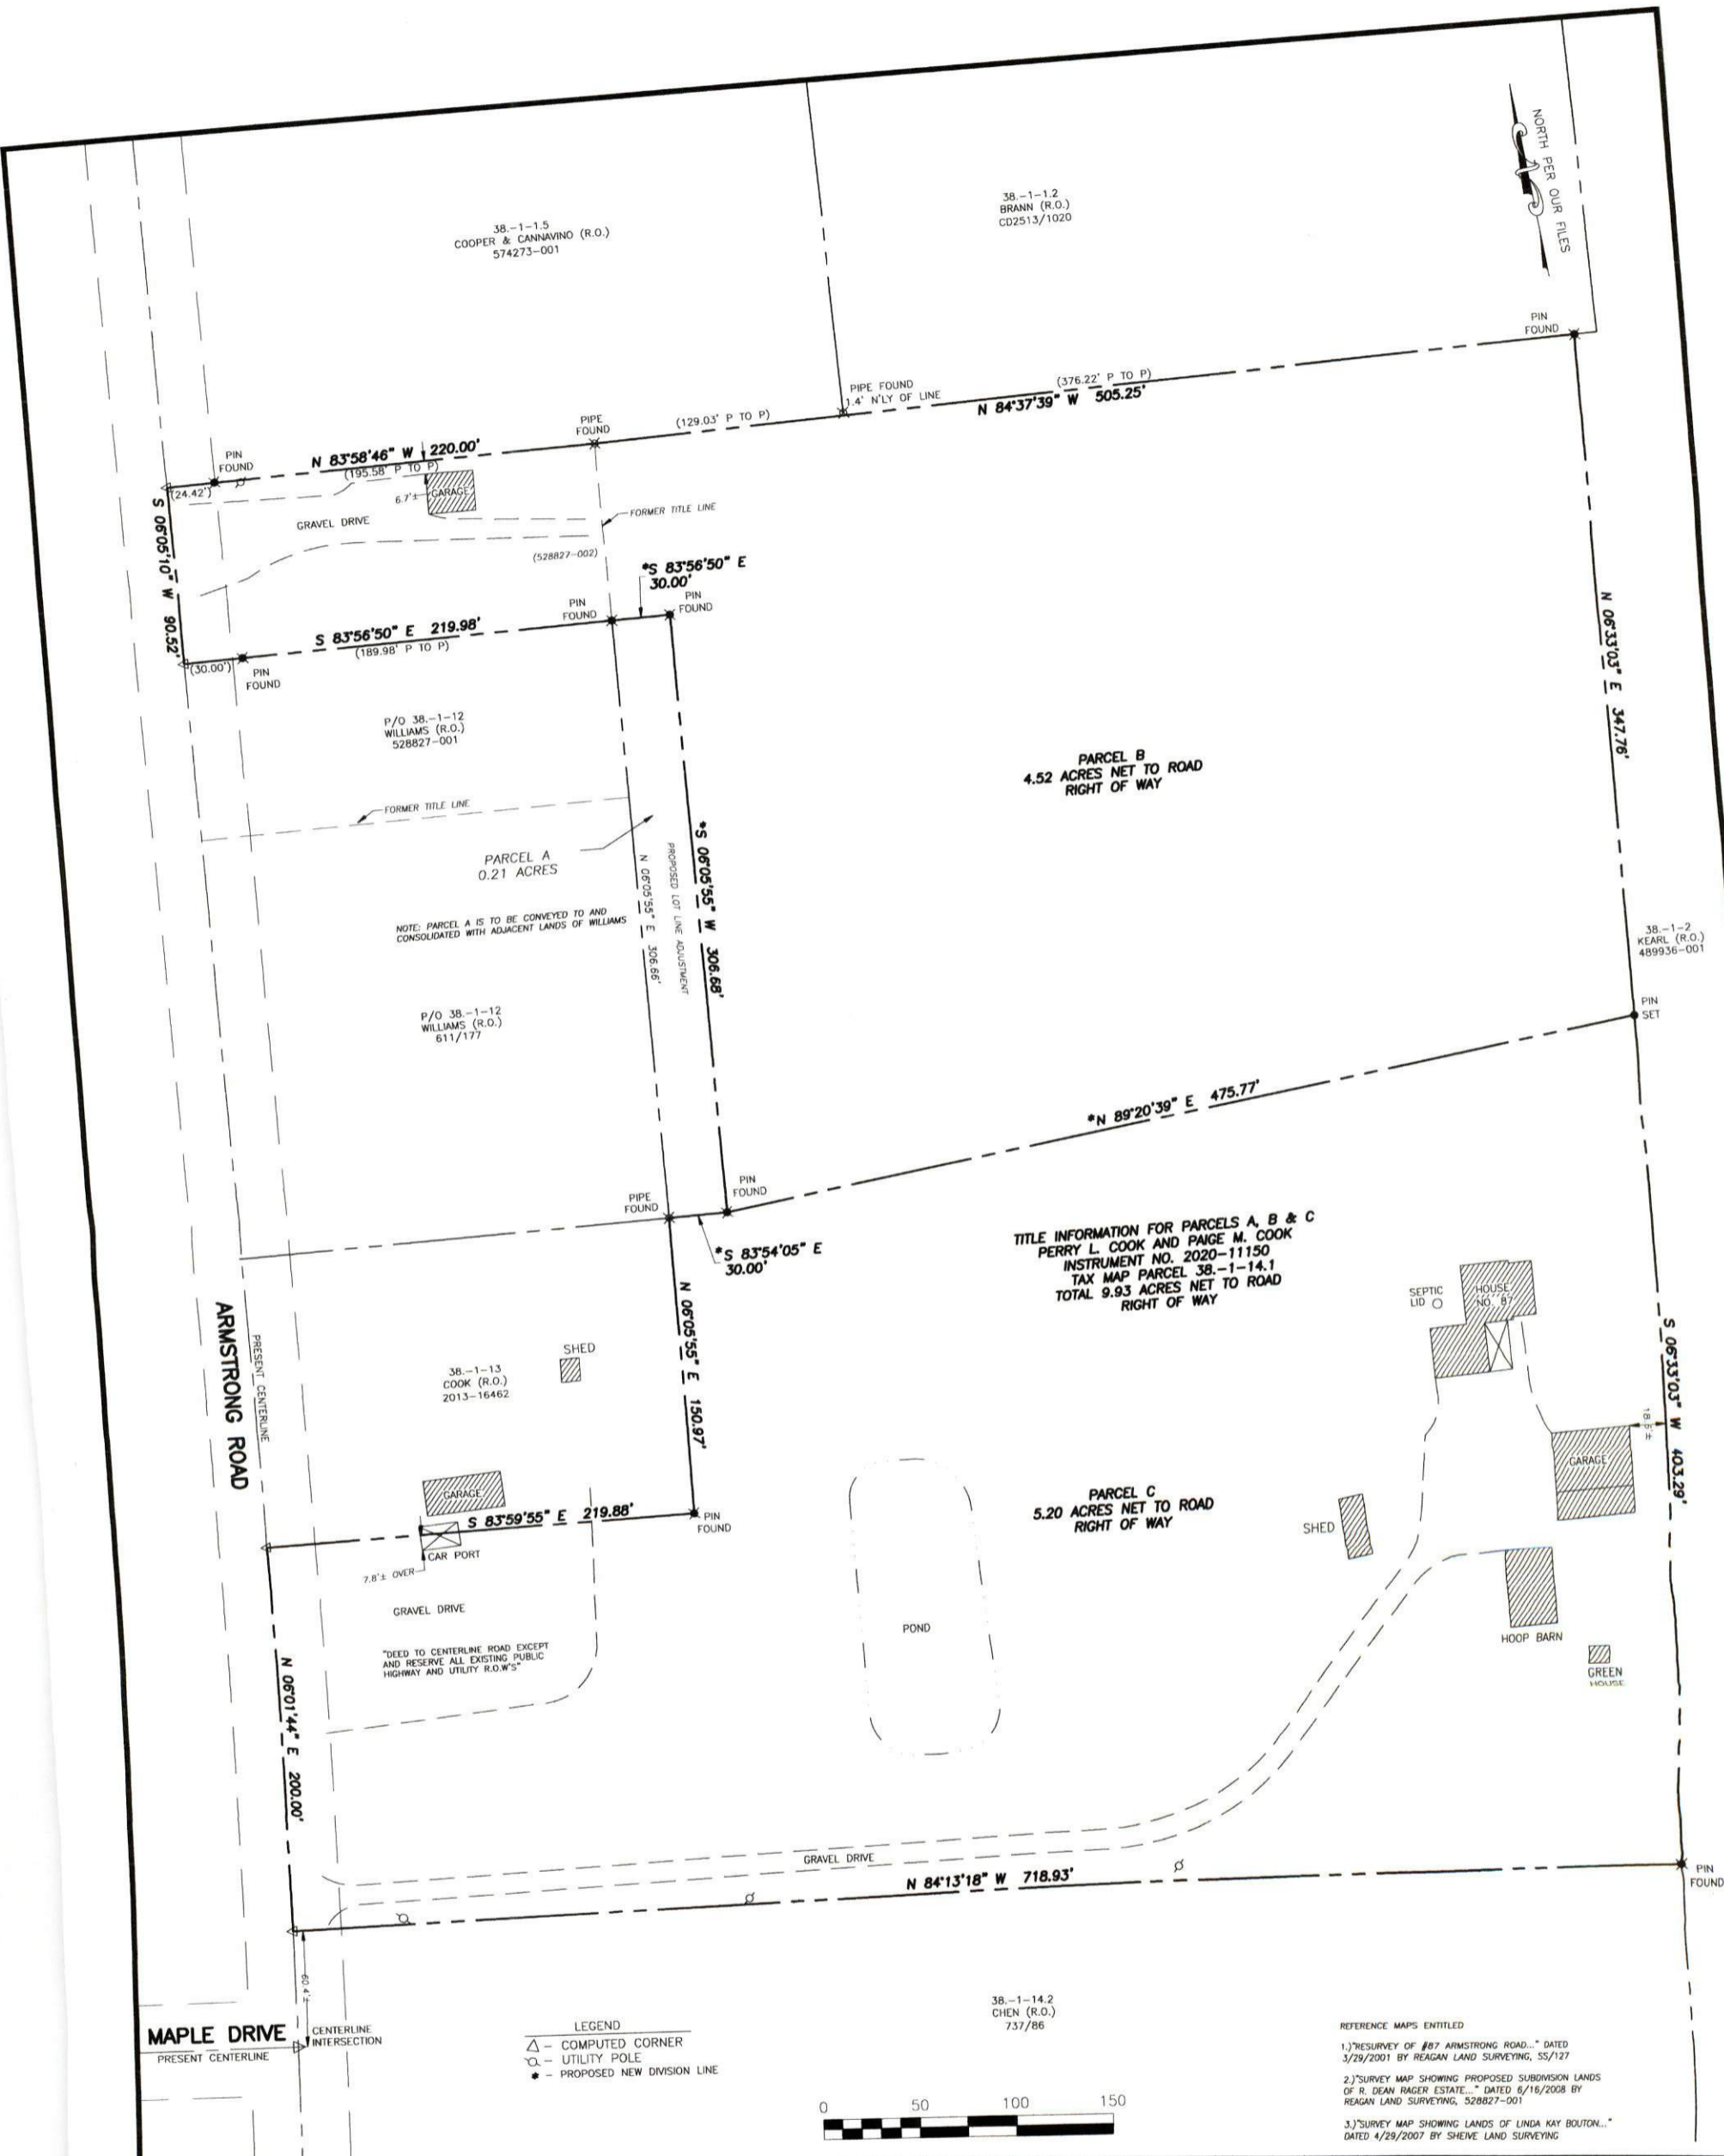 NORTH PER OUR FILES
38.-1-1.5
COOPER & CANNAVINO (R.O.)
574273-001
38.-1-1.2
BRANN (R.O.)
CD2513/1020
PIN
FOUND
PIPE FOUND
1.4' N'LY OF LINE
(376.22' P TO P)
N 84°37'39" W 505.25'
(129.03' P TO P)
PIPE
FOUND
PIN
FOUND
N 83°58'46" W 220.00'
(195.58' P TO P)
(24.42')
6.7'±
GARAGE
GRAVEL DRIVE
FORMER TITLE LINE
(528827-002)
S 06°05'10" W 90.52'
*S 83°56'50" E
30.00'
PIN
FOUND
PIN
FOUND
S 83°56'50" E 219.98'
(189.98' P TO P)
(30.00')
PIN
FOUND
N 06°33'03" E 347.76'
P/O 38.-1-12
WILLIAMS (R.O.)
528827-001
PARCEL B
4.52 ACRES NET TO ROAD
RIGHT OF WAY
FORMER TITLE LINE
PARCEL A
0.21 ACRES
N 06°05'55" E 306.66'
PROPOSED LOT LINE ADJUSTMENT
*S 06°05'55" W 306.68'
NOTE: PARCEL A IS TO BE CONVEYED TO AND
CONSOLIDATED WITH ADJACENT LANDS OF WILLIAMS
38.-1-2
KEARL (R.O.)
489936-001
P/O 38.-1-12
WILLIAMS (R.O.)
611/177
PIN
SET
*N 89°20'39" E 475.77'
PIPE
FOUND
PIN
FOUND
*S 83°54'05" E
30.00'
TITLE INFORMATION FOR PARCELS A, B & C
PERRY L. COOK AND PAIGE M. COOK
INSTRUMENT NO. 2020-11150
TAX MAP PARCEL 38.-1-14.1
TOTAL 9.93 ACRES NET TO ROAD
RIGHT OF WAY
SEPTIC
LID
HOUSE
NO. 87
ARMSTRONG ROAD
PRESENT CENTERLINE
38.-1-13
COOK (R.O.)
2013-16462
SHED
N 06°05'55" E 150.97'
S 06°33'03" W 403.29'
18.5'±
GARAGE
GARAGE
S 83°59'55" E 219.88'
PIN
FOUND
CAR PORT
7.8'± OVER
PARCEL C
5.20 ACRES NET TO ROAD
RIGHT OF WAY
SHED
GRAVEL DRIVE
"DEED TO CENTERLINE ROAD EXCEPT
AND RESERVE ALL EXISTING PUBLIC
HIGHWAY AND UTILITY R.O.W'S"
POND
HOOP BARN
GREEN
HOUSE
N 06°01'44" E 200.00'
GRAVEL DRIVE
N 84°13'18" W 718.93'
PIN
FOUND
60.4'±
MAPLE DRIVE
PRESENT CENTERLINE
CENTERLINE
INTERSECTION
LEGEND
△ - COMPUTED CORNER
- UTILITY POLE
* - PROPOSED NEW DIVISION LINE
38.-1-14.2
CHEN (R.O.)
737/86
0 50 100 150
REFERENCE MAPS ENTITLED
1.)"RESURVEY OF #87 ARMSTRONG ROAD..." DATED
3/29/2001 BY REAGAN LAND SURVEYING, SS/127
2.)"SURVEY MAP SHOWING PROPOSED SUBDIVISION LANDS
OF R. DEAN RAGER ESTATE..." DATED 6/16/2008 BY
REAGAN LAND SURVEYING, 528827-001
3.)"SURVEY MAP SHOWING LANDS OF LINDA KAY BOUTON..."
DATED 4/29/2007 BY SHEIVE LAND SURVEYING